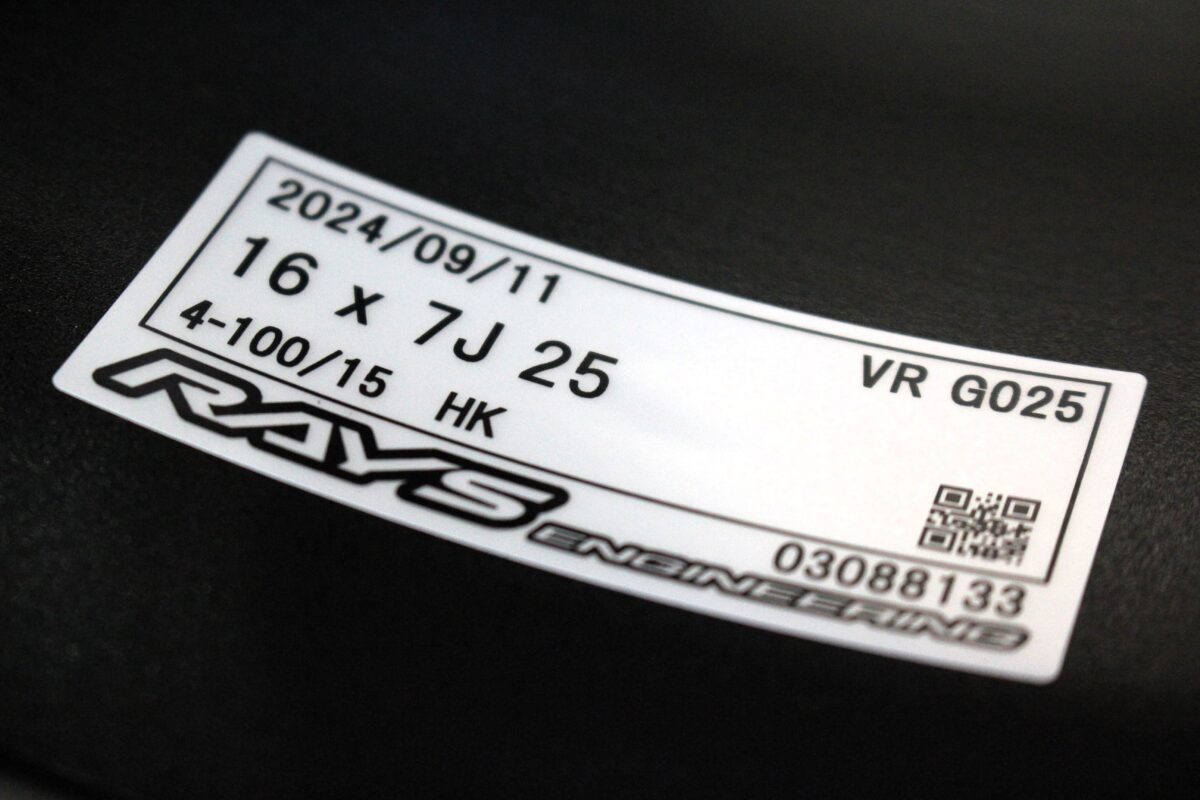 2024/09/11
16 x 7J 25
VR G025
4-100/15 HK
03088133
RAYS ENGINEERING